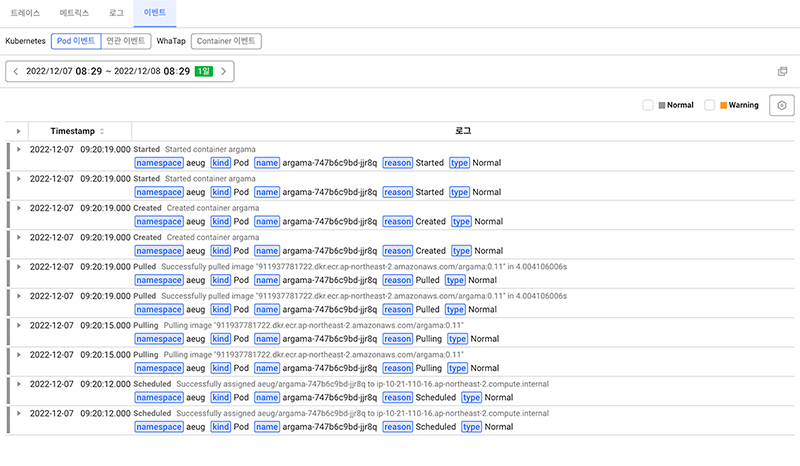 트레이스 메트릭스 로그 이벤트
Kubernetes Pod 이벤트 연관 이벤트 WhaTap Container 이벤트
2022/12/07 08:29 ~ 2022/12/08 08:29 1일
Normal Warning
Timestamp 로그
2022-12-07 09:20:19.000 Started Started container argama
namespace aeug kind Pod name argama-747b6c9bd-jjr8q reason Started type Normal
2022-12-07 09:20:19.000 Started Started container argama
namespace aeug kind Pod name argama-747b6c9bd-jjr8q reason Started type Normal
2022-12-07 09:20:19.000 Created Created container argama
namespace aeug kind Pod name argama-747b6c9bd-jjr8q reason Created type Normal
2022-12-07 09:20:19.000 Created Created container argama
namespace aeug kind Pod name argama-747b6c9bd-jjr8q reason Created type Normal
2022-12-07 09:20:19.000 Pulled Successfully pulled image "911937781722.dkr.ecr.ap-northeast-2.amazonaws.com/argama:0.11" in 4.004106006s
namespace aeug kind Pod name argama-747b6c9bd-jjr8q reason Pulled type Normal
2022-12-07 09:20:19.000 Pulled Successfully pulled image "911937781722.dkr.ecr.ap-northeast-2.amazonaws.com/argama:0.11" in 4.004106006s
namespace aeug kind Pod name argama-747b6c9bd-jjr8q reason Pulled type Normal
2022-12-07 09:20:15.000 Pulling Pulling image "911937781722.dkr.ecr.ap-northeast-2.amazonaws.com/argama:0.11"
namespace aeug kind Pod name argama-747b6c9bd-jjr8q reason Pulling type Normal
2022-12-07 09:20:15.000 Pulling Pulling image "911937781722.dkr.ecr.ap-northeast-2.amazonaws.com/argama:0.11"
namespace aeug kind Pod name argama-747b6c9bd-jjr8q reason Pulling type Normal
2022-12-07 09:20:12.000 Scheduled Successfully assigned aeug/argama-747b6c9bd-jjr8q to ip-10-21-110-16.ap-northeast-2.compute.internal
namespace aeug kind Pod name argama-747b6c9bd-jjr8q reason Scheduled type Normal
2022-12-07 09:20:12.000 Scheduled Successfully assigned aeug/argama-747b6c9bd-jjr8q to ip-10-21-110-16.ap-northeast-2.compute.internal
namespace aeug kind Pod name argama-747b6c9bd-jjr8q reason Scheduled type Normal